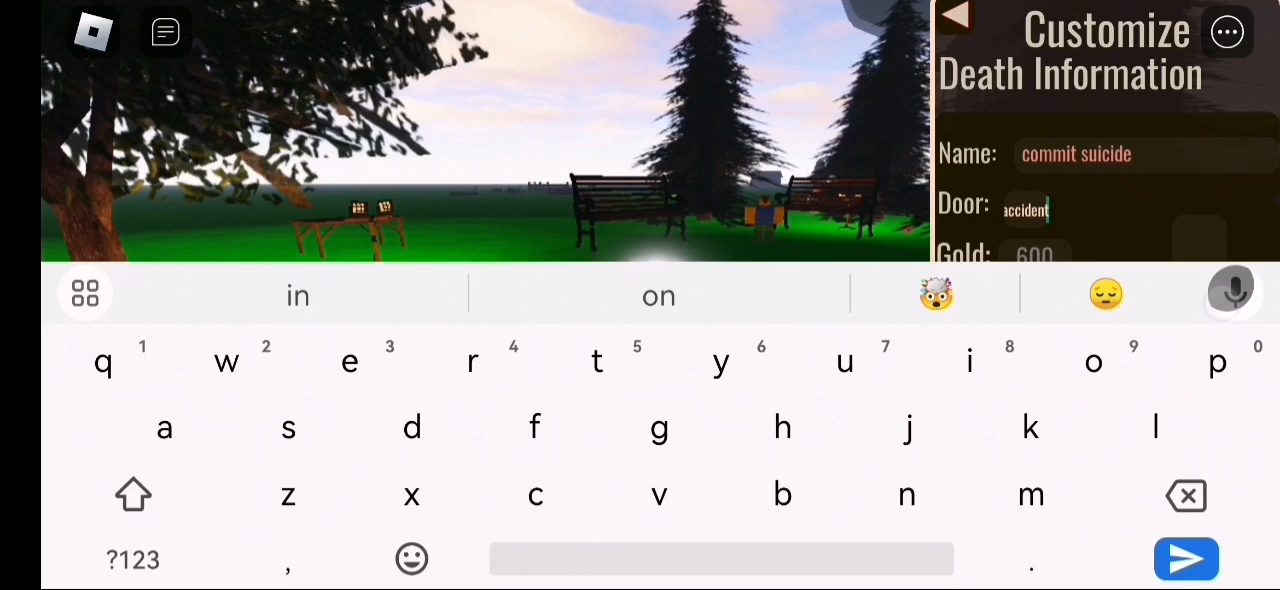 Customize
Death Information
Name: commit suicide
Door: accident
Gold: 600
in on
q 1 w 2 e 3 r 4 t 5 y 6 u 7 i 8 o 9 p 0
a s d f g h j k l
z x c v b n m
?123 , .